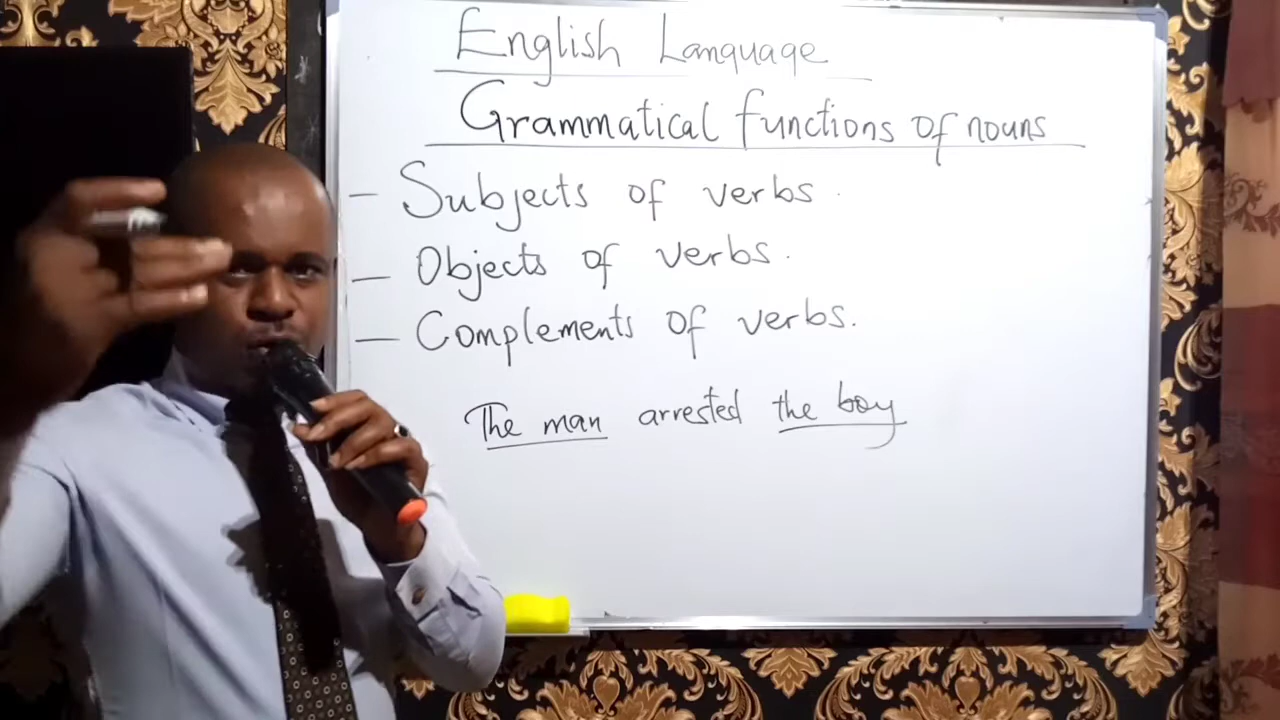 English Language
Grammatical functions of nouns
- Subjects of verbs.
- Objects of verbs.
- Complements of verbs.
The man arrested the boy